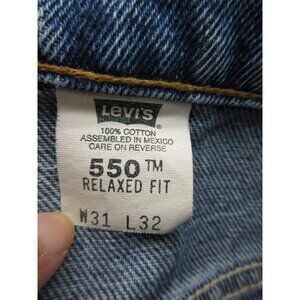 Levi's
®
100% COTTON
ASSEMBLED IN MEXICO
CARE ON REVERSE
550™
RELAXED FIT
W31 L32